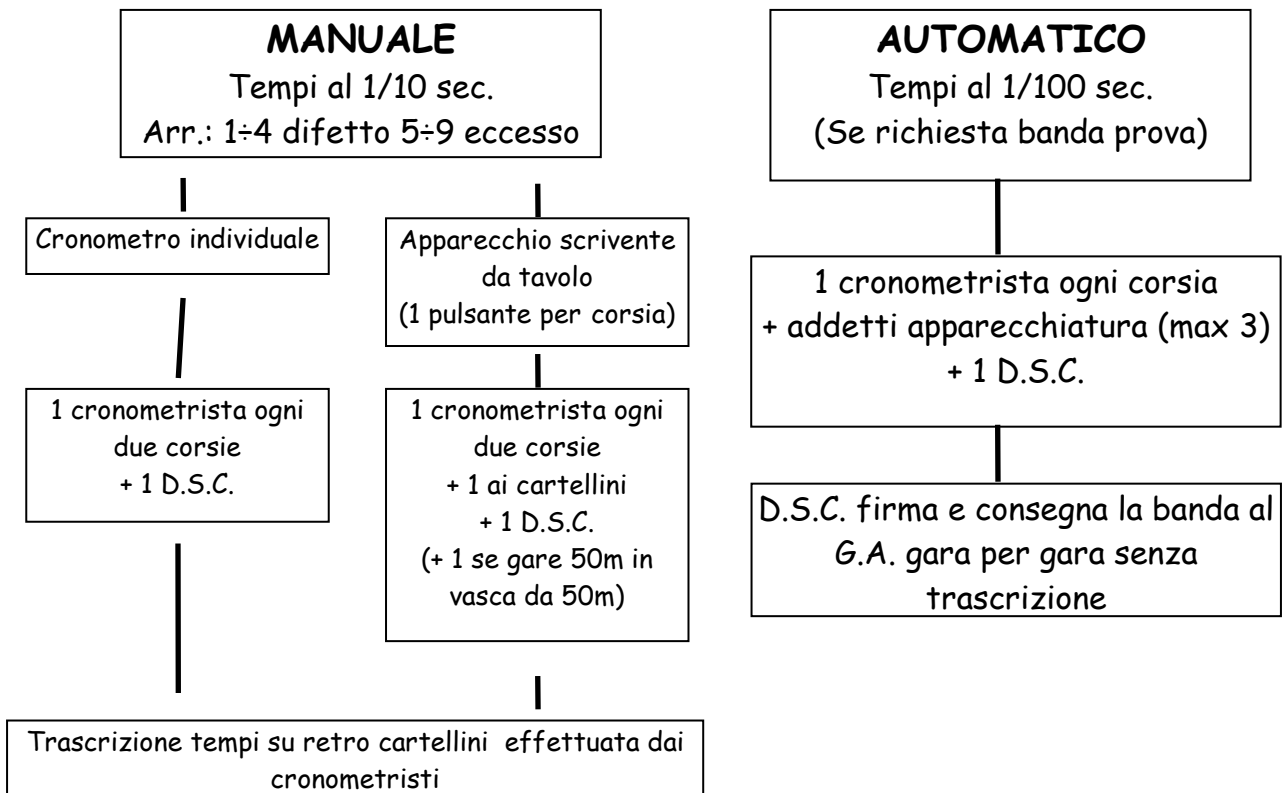 MANUALE
Tempi al 1/10 sec.
Arr.: 1÷4 difetto 5÷9 eccesso
AUTOMATICO
Tempi al 1/100 sec.
(Se richiesta banda prova)
Cronometro individuale
Apparecchio scrivente
da tavolo
(1 pulsante per corsia)
1 cronometrista ogni
due corsie
+ 1 D.S.C.
1 cronometrista ogni
due corsie
+ 1 ai cartellini
+ 1 D.S.C.
(+ 1 se gare 50m in
vasca da 50m)
1 cronometrista ogni corsia
+ addetti apparecchiatura (max 3)
+ 1 D.S.C.
D.S.C. firma e consegna la banda al
G.A. gara per gara senza
trascrizione
Trascrizione tempi su retro cartellini effettuata dai
cronometristi